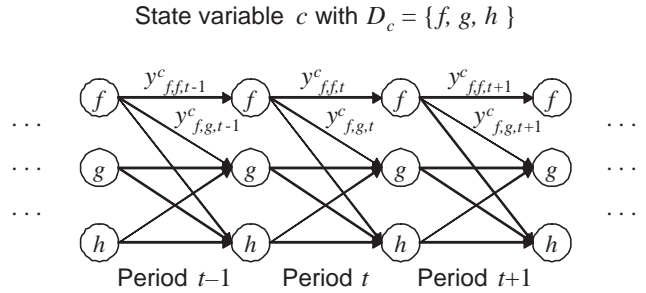 State variable c with D_c = {f, g, h }
f y^c_{f,f,t-1} f y^c_{f,f,t} f y^c_{f,f,t+1} f
... y^c_{f,g,t-1} y^c_{f,g,t} y^c_{f,g,t+1} ...
g g g g
... ...
h h h h
Period t–1 Period t Period t+1